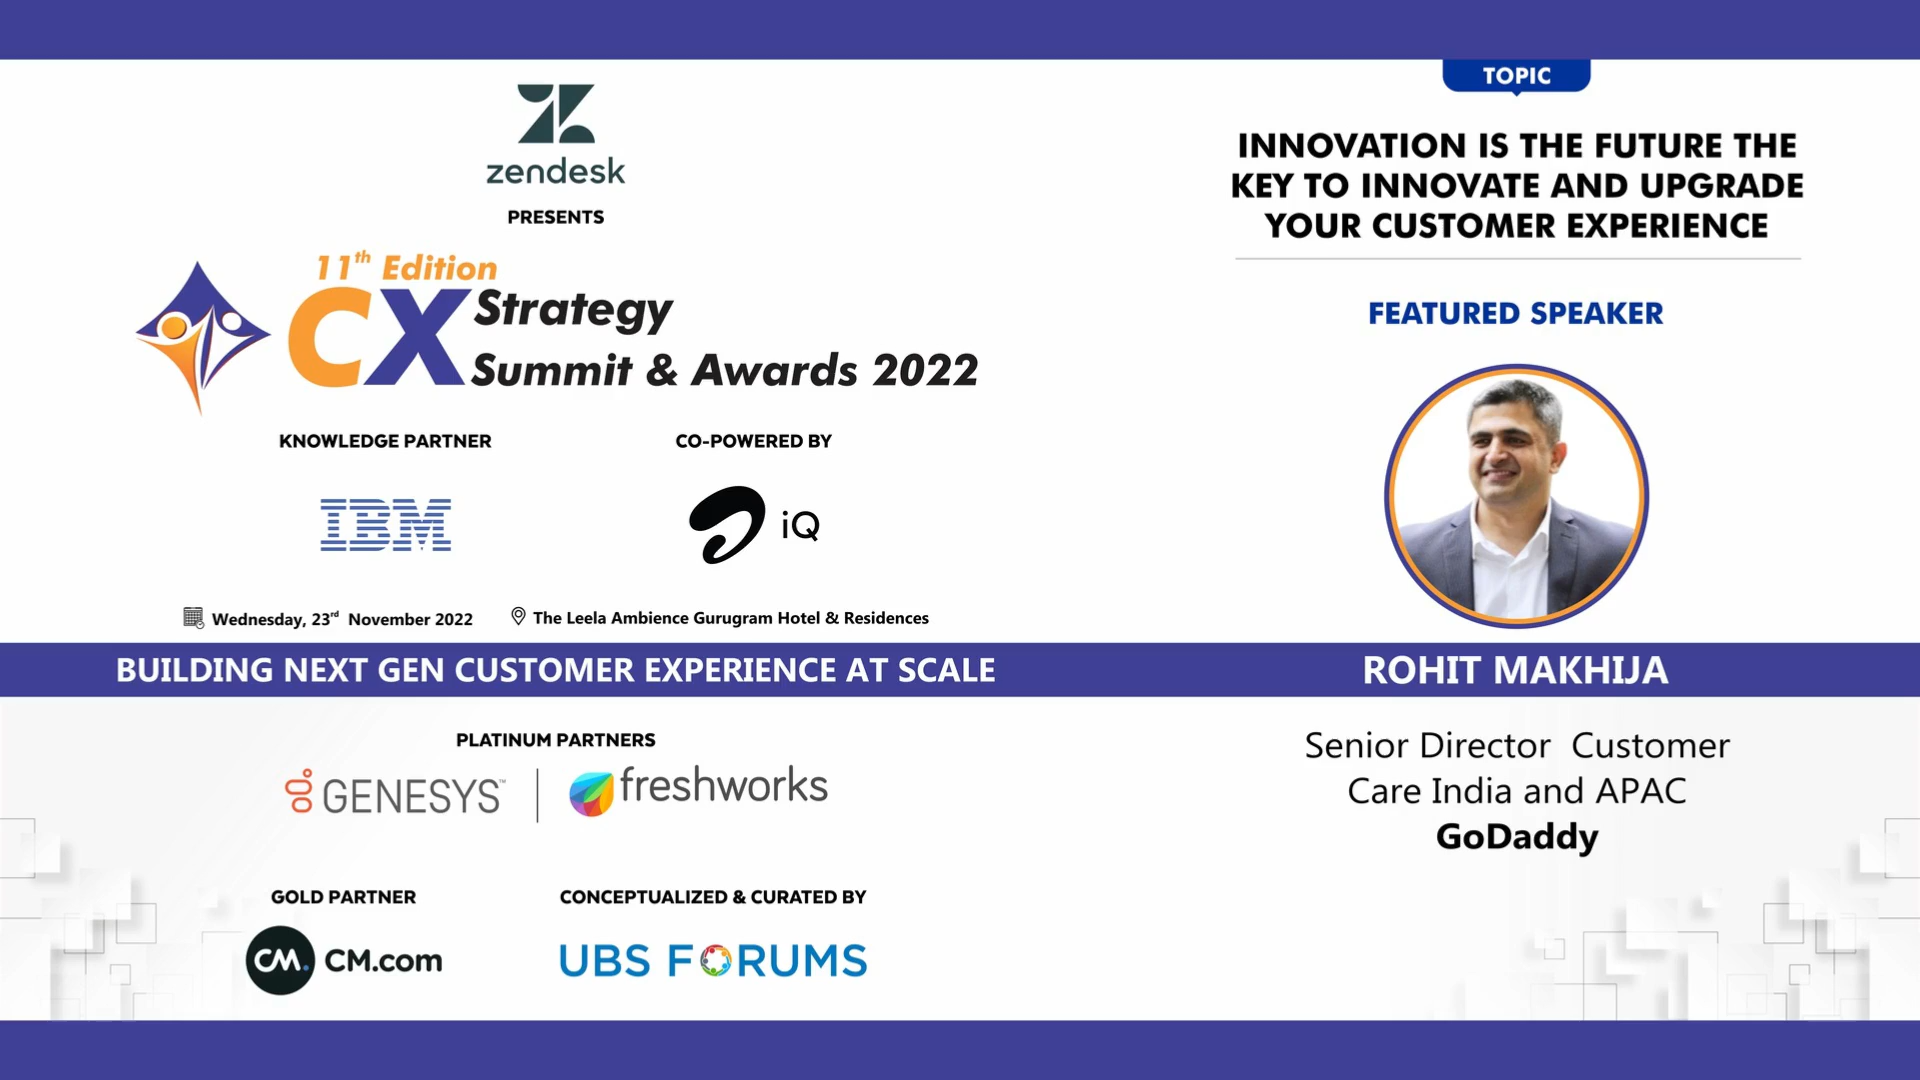 zendesk
PRESENTS
11th Edition
CX Strategy
Summit & Awards 2022
KNOWLEDGE PARTNER
CO-POWERED BY
IBM
iQ
Wednesday, 23rd November 2022
The Leela Ambience Gurugram Hotel & Residences
BUILDING NEXT GEN CUSTOMER EXPERIENCE AT SCALE
PLATINUM PARTNERS
GENESYS™
freshworks
GOLD PARTNER
CONCEPTUALIZED & CURATED BY
CM. CM.com
UBS FORUMS
TOPIC
INNOVATION IS THE FUTURE THE
KEY TO INNOVATE AND UPGRADE
YOUR CUSTOMER EXPERIENCE
FEATURED SPEAKER
ROHIT MAKHIJA
Senior Director Customer
Care India and APAC
GoDaddy